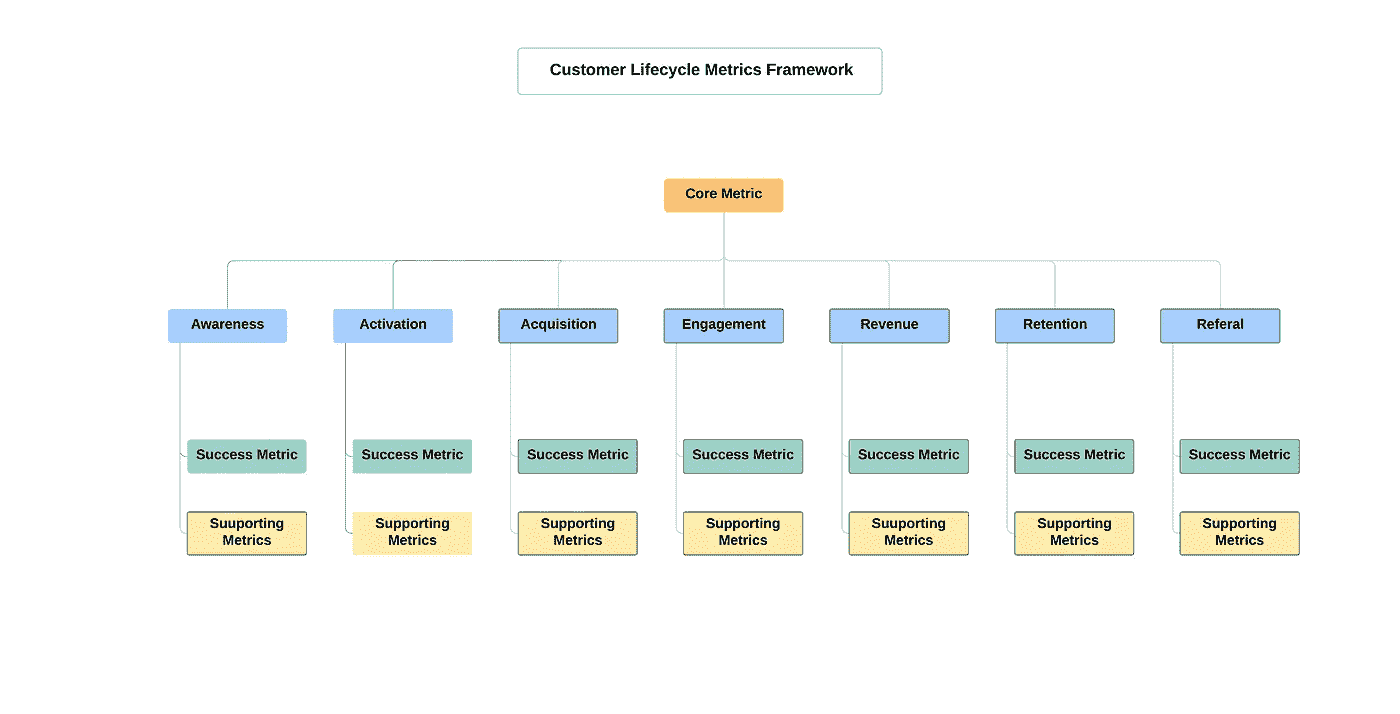 Customer Lifecycle Metrics Framework
Core Metric
Awareness
Activation
Acquisition
Engagement
Revenue
Retention
Referal
Success Metric
Success Metric
Success Metric
Success Metric
Success Metric
Success Metric
Success Metric
Suuporting
Metrics
Supporting
Metrics
Supporting
Metrics
Supporting
Metrics
Suuporting
Metrics
Supporting
Metrics
Supporting
Metrics